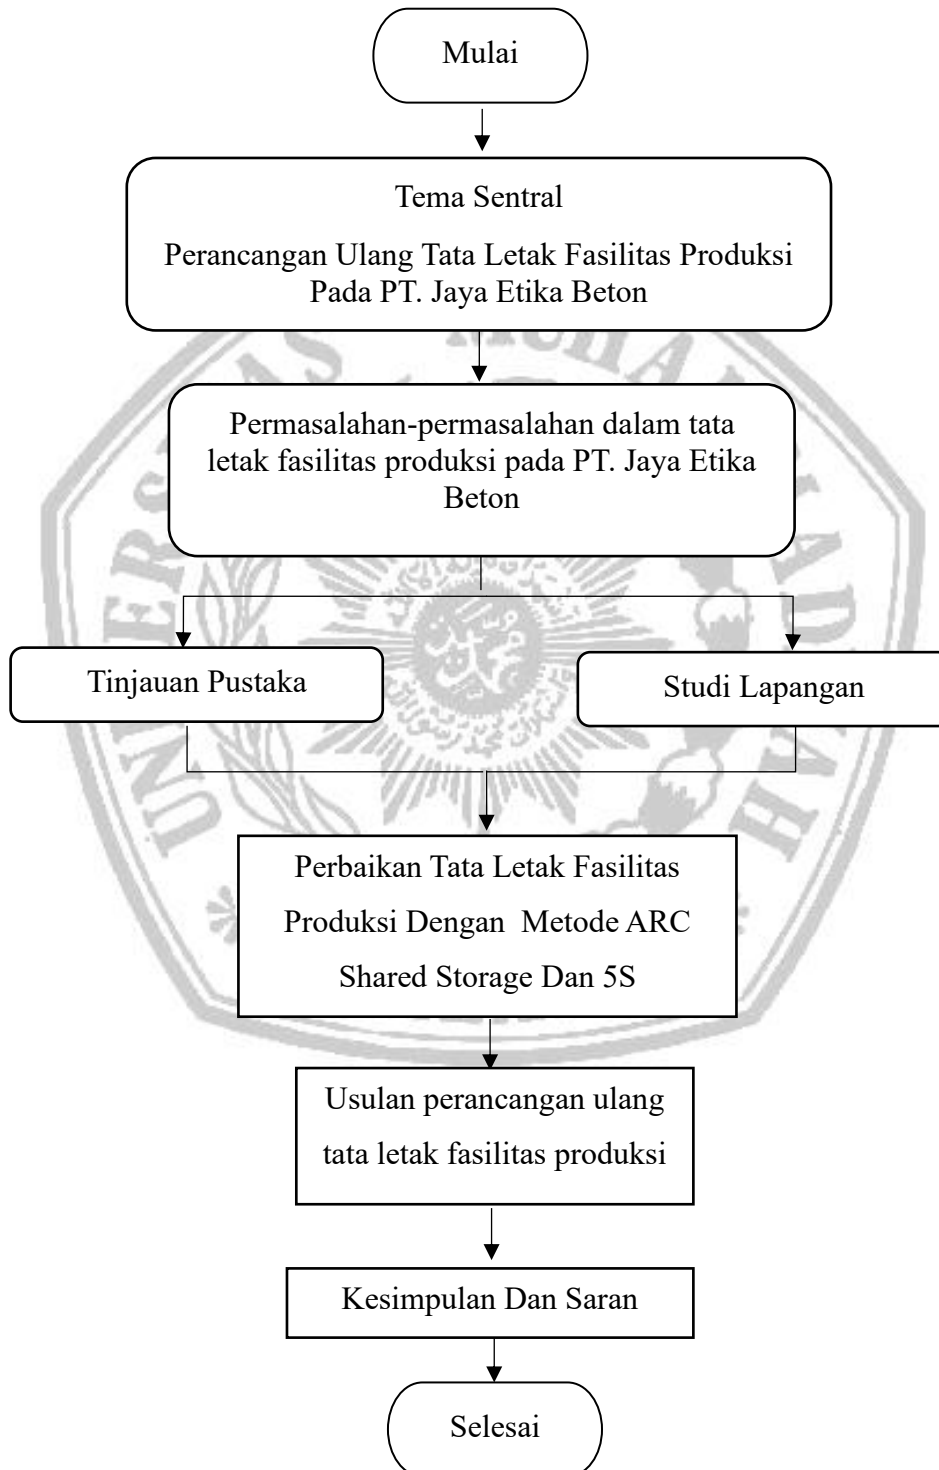 Mulai
Tema Sentral
Perancangan Ulang Tata Letak Fasilitas Produksi
Pada PT. Jaya Etika Beton
Permasalahan-permasalahan dalam tata
letak fasilitas produksi pada PT. Jaya Etika
Beton
Tinjauan Pustaka
Studi Lapangan
Perbaikan Tata Letak Fasilitas
Produksi Dengan  Metode ARC
Shared Storage Dan 5S
Usulan perancangan ulang
tata letak fasilitas produksi
Kesimpulan Dan Saran
Selesai